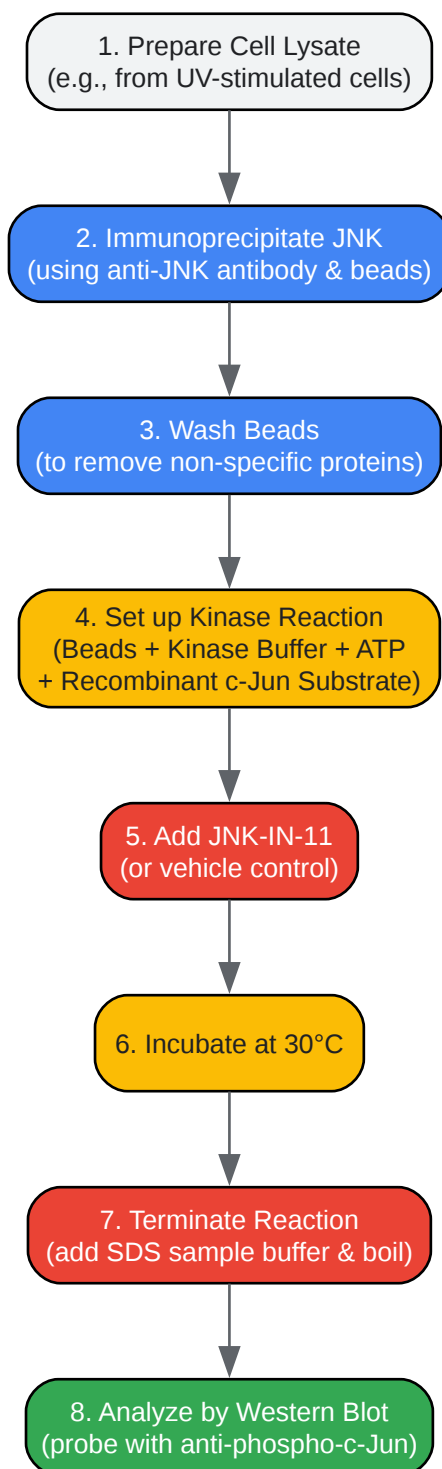 1. Prepare Cell Lysate
(e.g., from UV-stimulated cells)
2. Immunoprecipitate JNK
(using anti-JNK antibody & beads)
3. Wash Beads
(to remove non-specific proteins)
4. Set up Kinase Reaction
(Beads + Kinase Buffer + ATP
+ Recombinant c-Jun Substrate)
5. Add JNK-IN-11
(or vehicle control)
6. Incubate at 30°C
7. Terminate Reaction
(add SDS sample buffer & boil)
8. Analyze by Western Blot
(probe with anti-phospho-c-Jun)